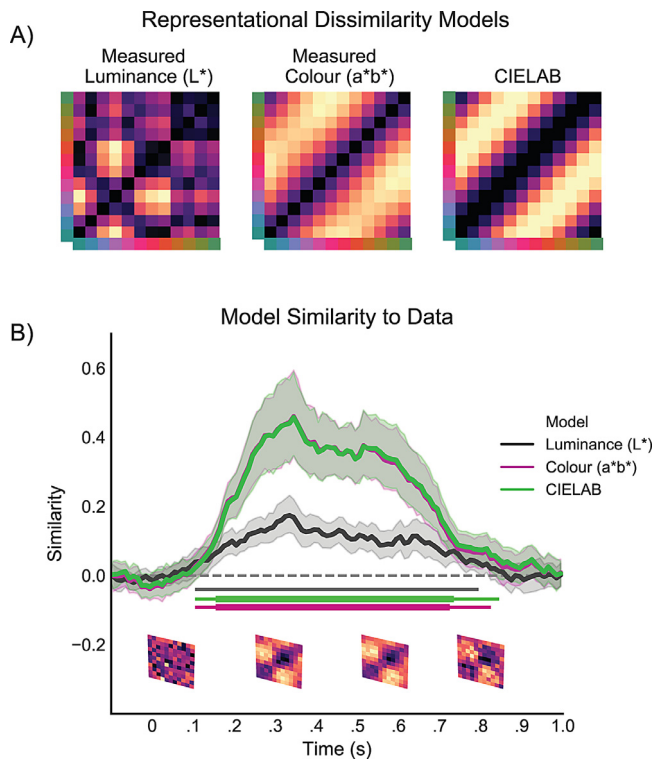 Representational Dissimilarity Models
A)
Measured
Luminance (L*)
Measured
Colour (a*b*)
CIELAB
B)
Model Similarity to Data
0.6
0.4
0.2
0.0
−0.2
Similarity
Model
Luminance (L*)
Colour (a*b*)
CIELAB
0 .1 .2 .3 .4 .5 .6 .7 .8 .9 1.0
Time (s)